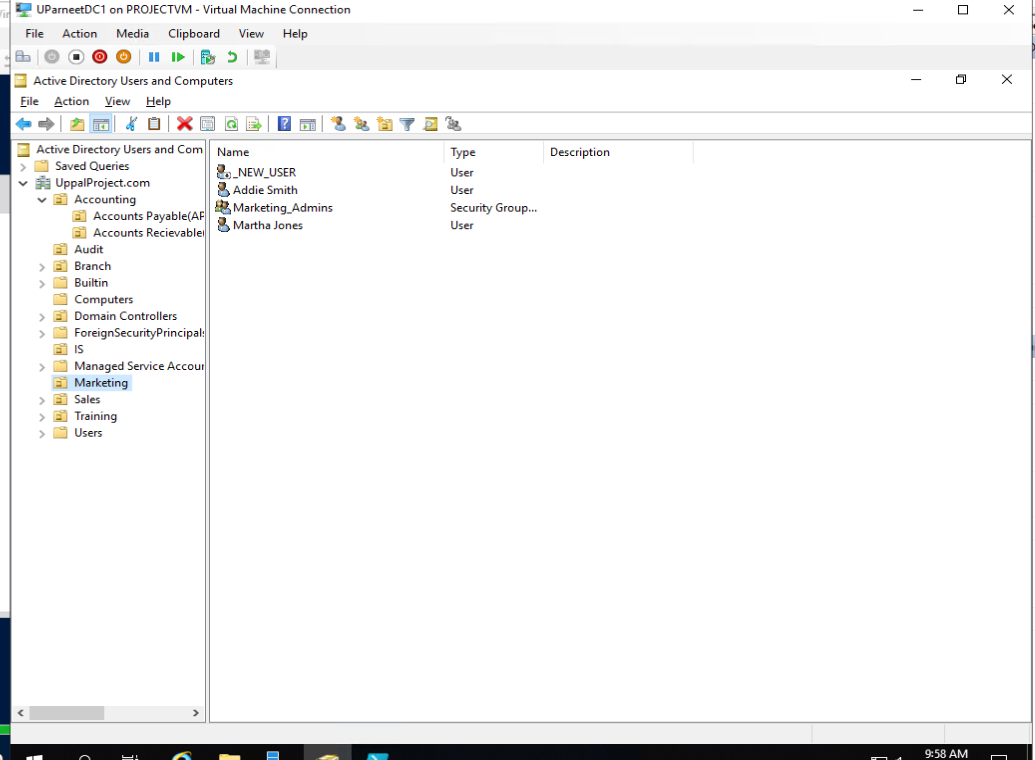 UParneetDC1 on PROJECTVM - Virtual Machine Connection
File Action Media Clipboard View Help
Active Directory Users and Computers
File Action View Help
Active Directory Users and Com
Saved Queries
UppalProject.com
Accounting
Accounts Payable(AP
Accounts Recievable(
Audit
Branch
Builtin
Computers
Domain Controllers
ForeignSecurityPrincipals
IS
Managed Service Accour
Marketing
Sales
Training
Users
Name Type Description
_NEW_USER User
Addie Smith User
Marketing_Admins Security Group...
Martha Jones User
9:58 AM